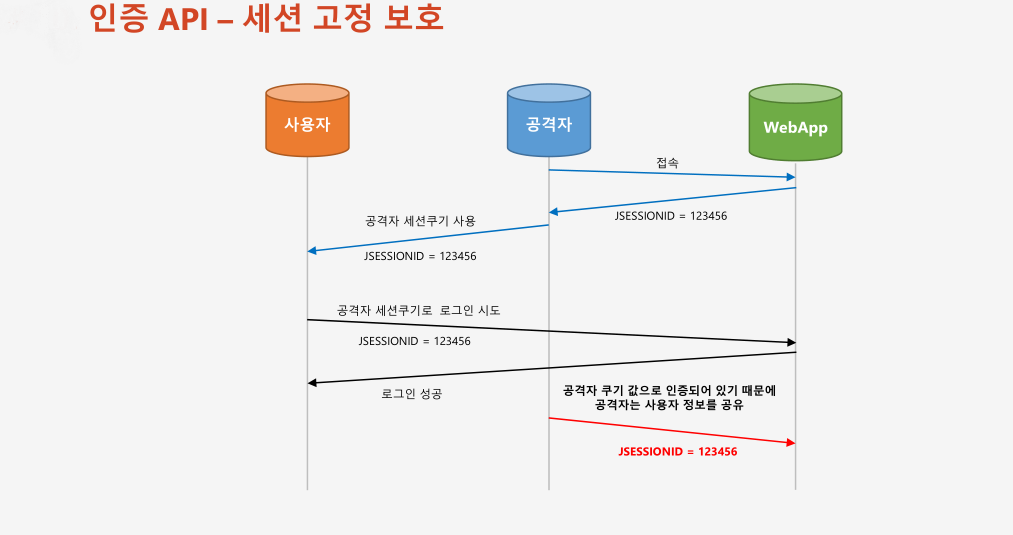 인증 API – 세션 고정 보호
사용자
공격자
WebApp
접속
JSESSIONID = 123456
공격자 세션쿠기 사용
JSESSIONID = 123456
공격자 세션쿠기로 로그인 시도
JSESSIONID = 123456
로그인 성공
공격자 쿠기 값으로 인증되어 있기 때문에
공격자는 사용자 정보를 공유
JSESSIONID = 123456